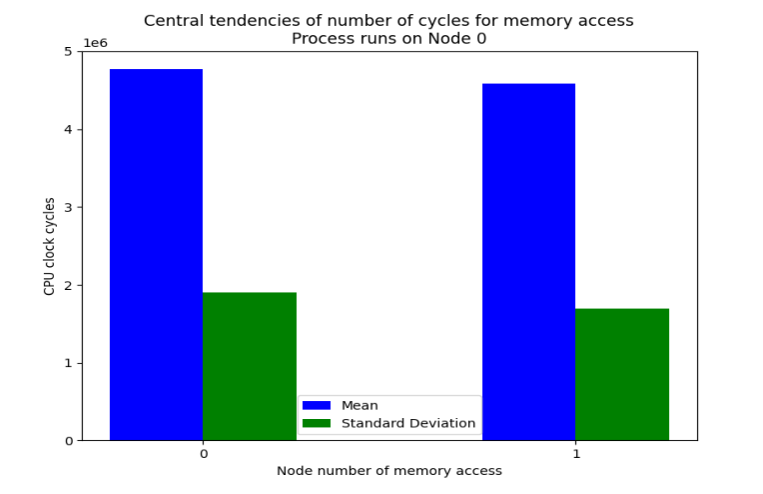 Central tendencies of number of cycles for memory access
Process runs on Node 0
1e6
5
4
3
2
1
0
CPU clock cycles
Mean
Standard Deviation
0
1
Node number of memory access